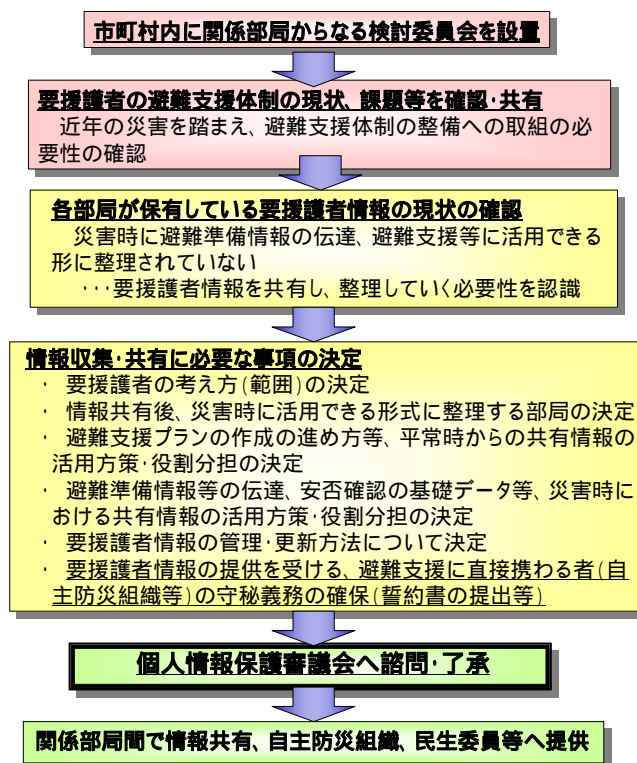 市町村内に関係部局からなる検討委員会を設置
要援護者の避難支援体制の現状、課題等を確認･共有
近年の災害を踏まえ、避難支援体制の整備への取組の必
要性の確認
各部局が保有している要援護者情報の現状の確認
災害時に避難準備情報の伝達、避難支援等に活用できる
形に整理されていない
･･･要援護者情報を共有し、整理していく必要性を認識
情報収集･共有に必要な事項の決定
･ 要援護者の考え方(範囲)の決定
･ 情報共有後、災害時に活用できる形式に整理する部局の決定
･ 避難支援プランの作成の進め方等、平常時からの共有情報の
活用方策･役割分担の決定
･ 避難準備情報等の伝達、安否確認の基礎データ等、災害時に
おける共有情報の活用方策･役割分担の決定
･ 要援護者情報の管理･更新方法について決定
･ 要援護者情報の提供を受ける、避難支援に直接携わる者(自
主防災組織等)の守秘義務の確保(誓約書の提出等)
個人情報保護審議会へ諮問･了承
関係部局間で情報共有、自主防災組織、民生委員等へ提供